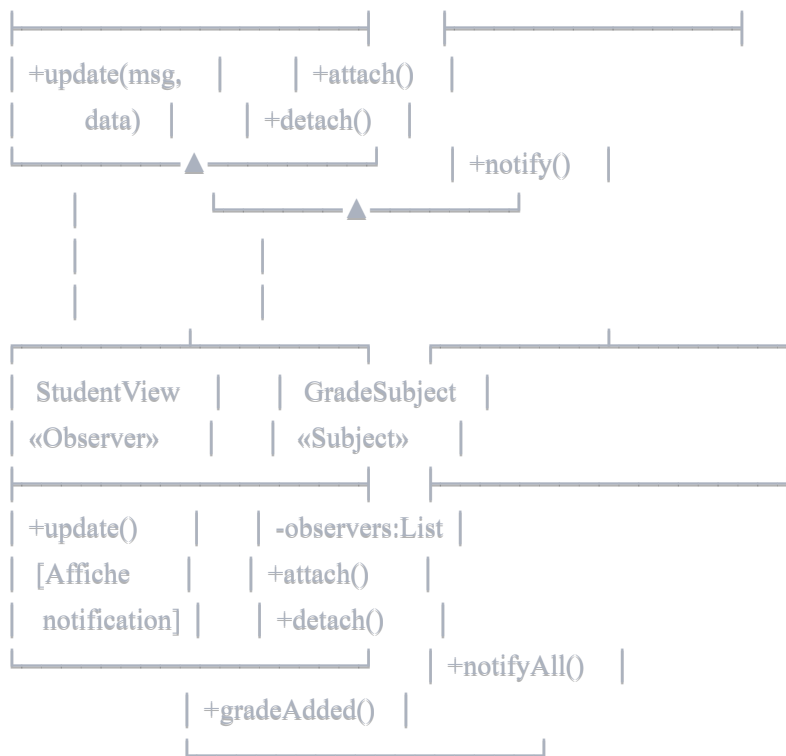 +update(msg, +attach()
data) +detach()
+notify()
StudentView GradeSubject
«Observer» «Subject»
+update() -observers:List
[Affiche +attach()
notification] +detach()
+notifyAll()
+gradeAdded()